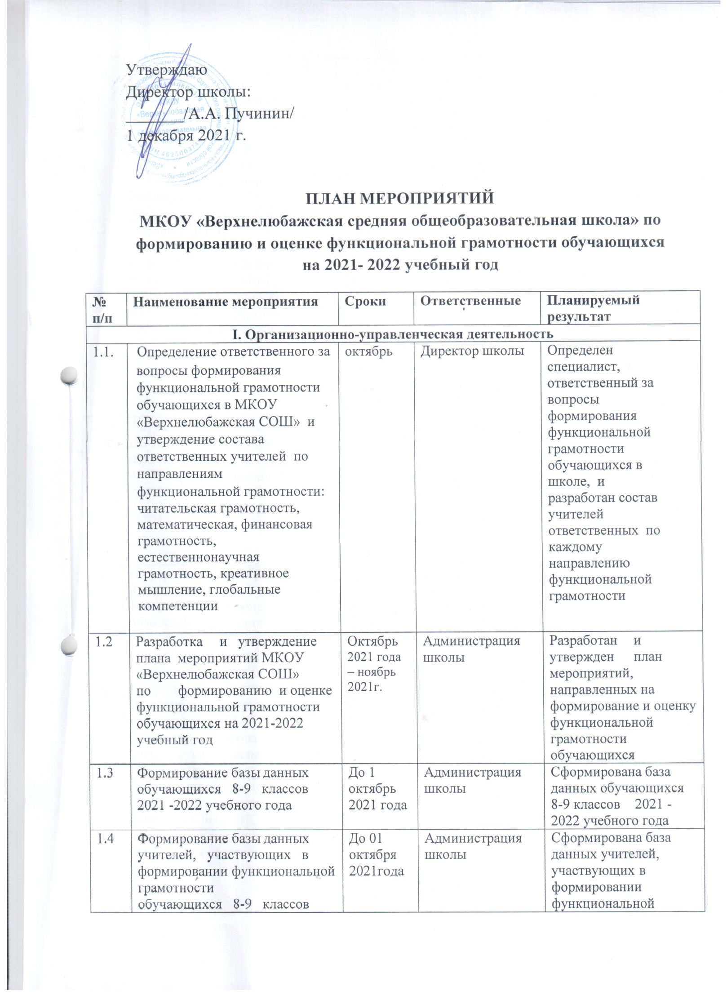 Утверждаю
Директор школы:
________/А.А. Пучинин/
1 декабря 2021 г.
ПЛАН МЕРОПРИЯТИЙ
МКОУ «Верхнелюбажская средняя общеобразовательная школа» по
формированию и оценке функциональной грамотности обучающихся
на 2021- 2022 учебный год
№
п/п
Наименование мероприятия
Сроки
Ответственные
Планируемый
результат
I. Организационно-управленческая деятельность
1.1.
Определение ответственного за
вопросы формирования
функциональной грамотности
обучающихся в МКОУ
«Верхнелюбажская СОШ» и
утверждение состава
ответственных учителей по
направлениям
функциональной грамотности:
читательская грамотность,
математическая, финансовая
грамотность,
естественнонаучная
грамотность, креативное
мышление, глобальные
компетенции
октябрь
Директор школы
Определен
специалист,
ответственный за
вопросы
формирования
функциональной
грамотности
обучающихся в
школе, и
разработан состав
учителей
ответственных по
каждому
направлению
функциональной
грамотности
1.2
Разработка и утверждение
плана мероприятий МКОУ
«Верхнелюбажская СОШ»
по формированию и оценке
функциональной грамотности
обучающихся на 2021-2022
учебный год
Октябрь
2021 года
– ноябрь
2021г.
Администрация
школы
Разработан и
утвержден план
мероприятий,
направленных на
формирование и оценку
функциональной
грамотности
обучающихся
1.3
Формирование базы данных
обучающихся 8-9 классов
2021 -2022 учебного года
До 1
октябрь
2021 года
Администрация
школы
Сформирована база
данных обучающихся
8-9 классов 2021 -
2022 учебного года
1.4
Формирование базы данных
учителей, участвующих в
формировании функциональной
грамотности
обучающихся 8-9 классов
До 01
октября
2021года
Администрация
школы
Сформирована база
данных учителей,
участвующих в
формировании
функциональной